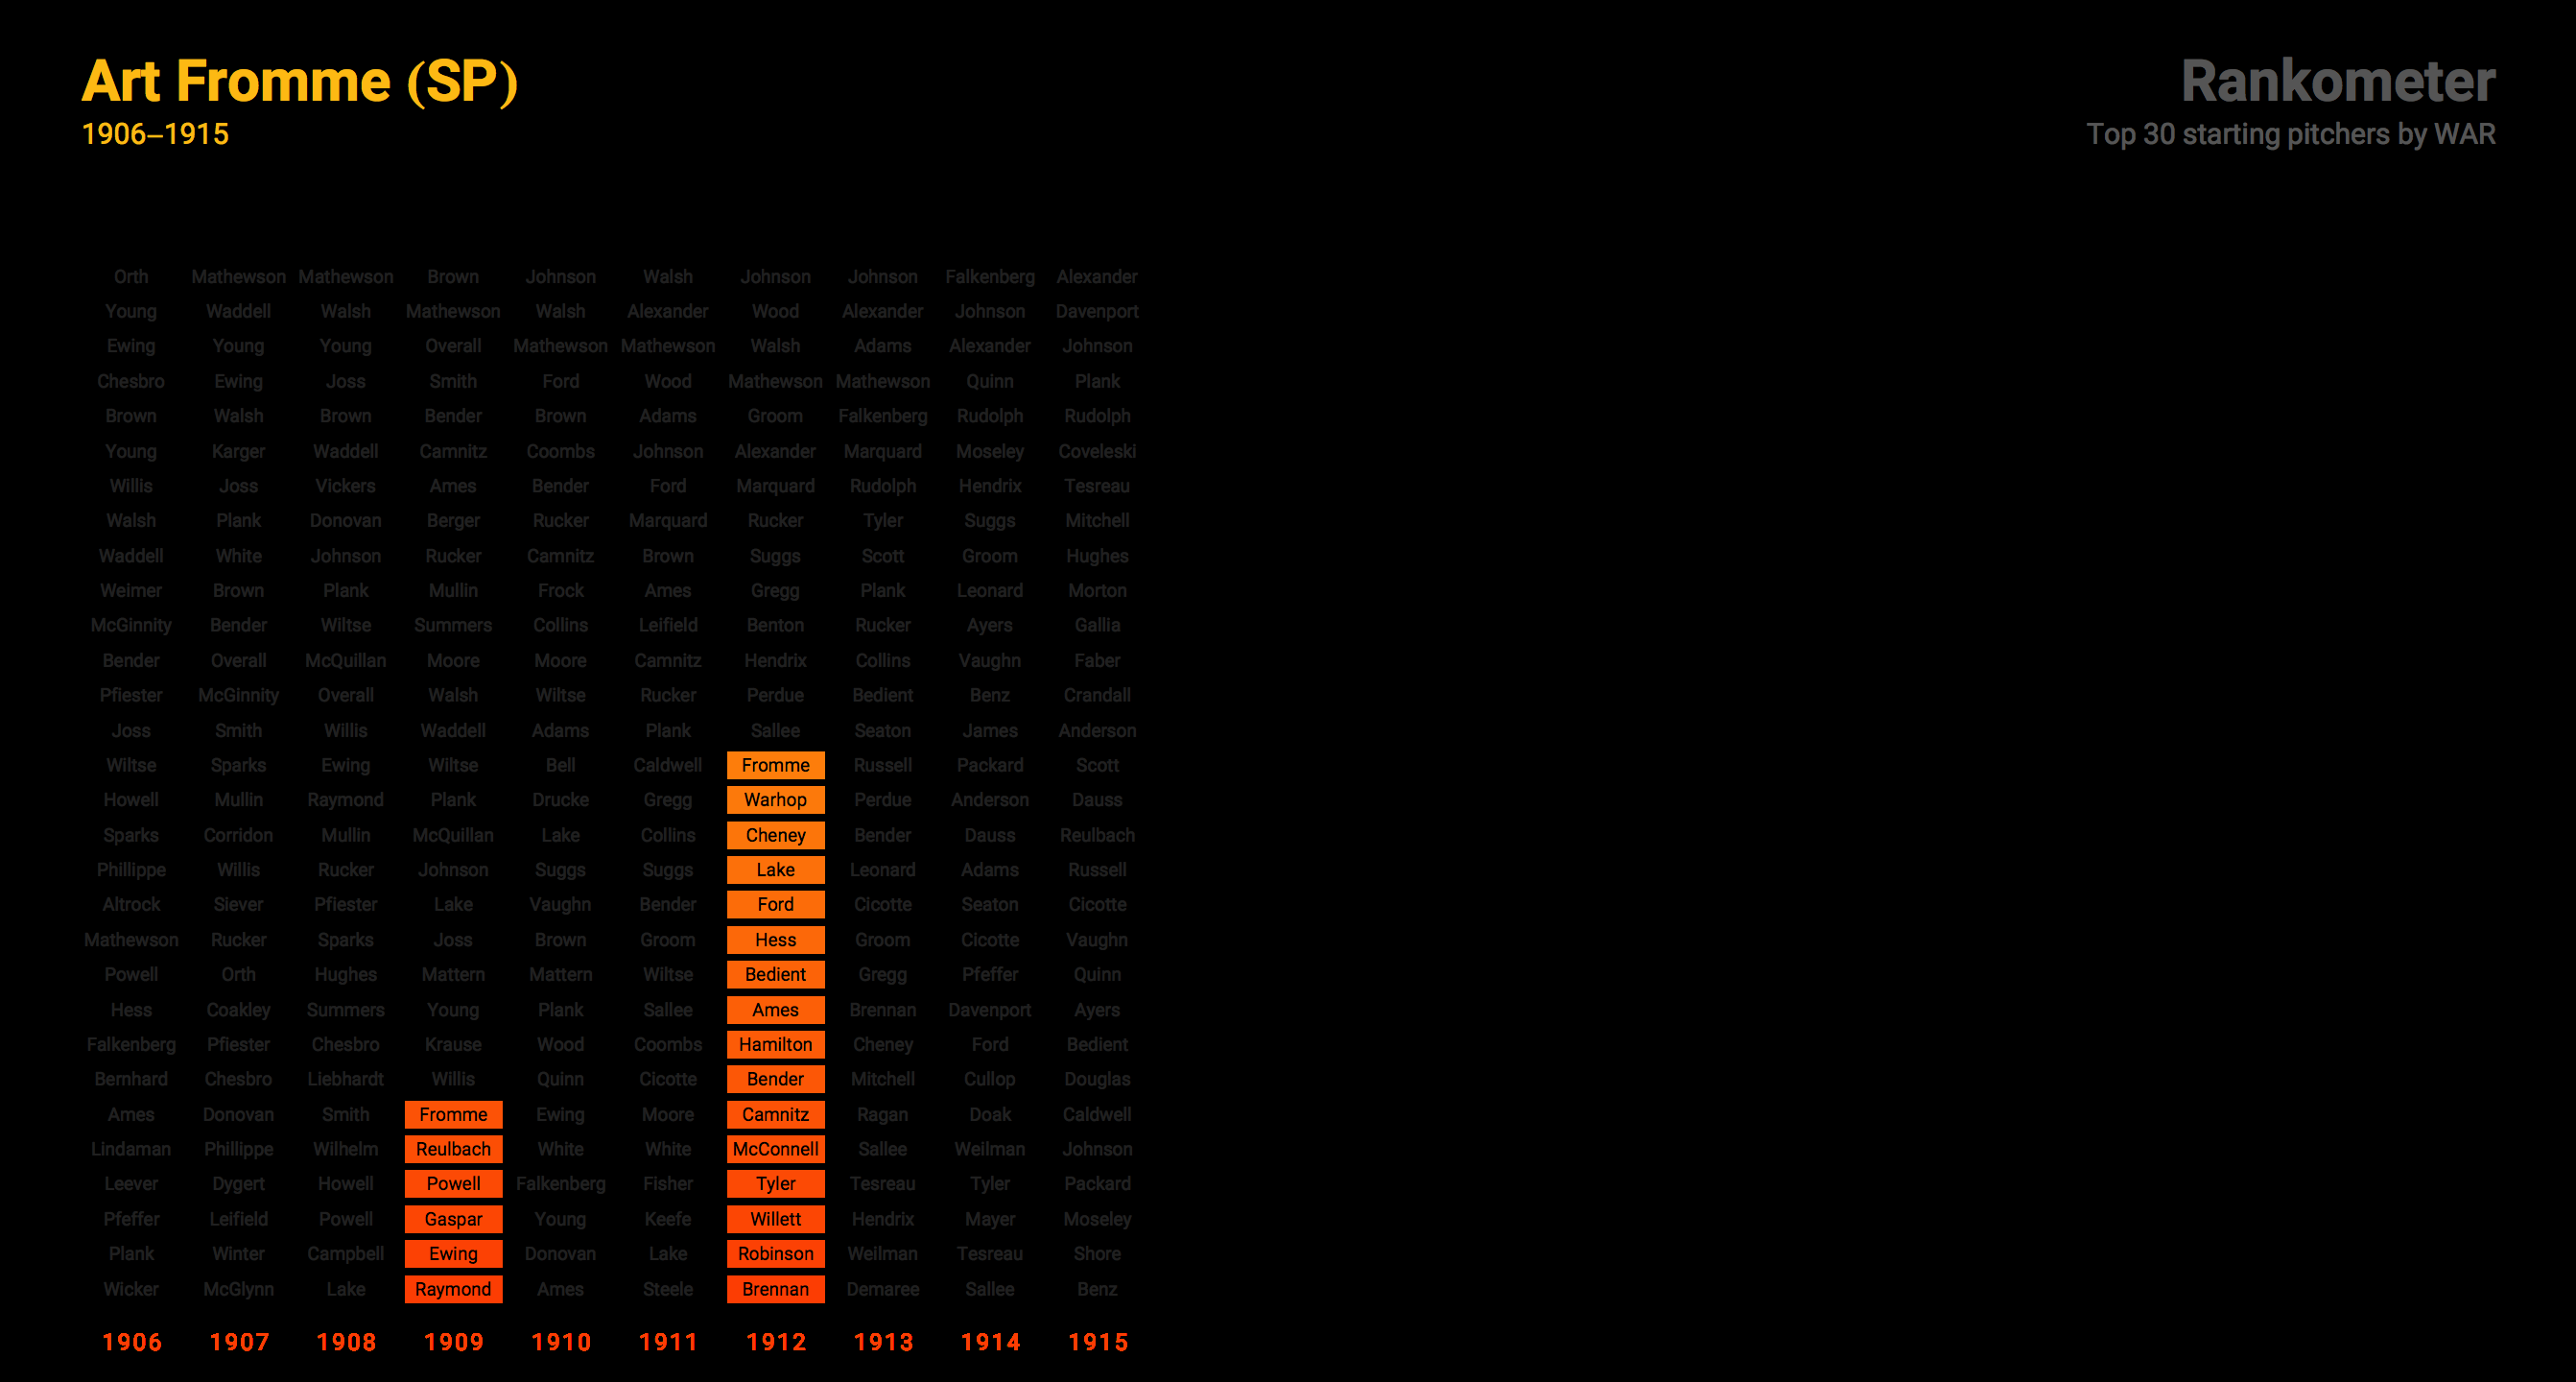 Art Fromme (SP)
1906–1915
Rankometer
Top 30 starting pitchers by WAR
Orth Mathewson Mathewson Brown Johnson Walsh Johnson Johnson Falkenberg Alexander
Young Waddell Walsh Mathewson Walsh Alexander Wood Alexander Johnson Davenport
Ewing Young Young Overall Mathewson Mathewson Walsh Adams Alexander Johnson
Chesbro Ewing Joss Smith Ford Wood Mathewson Mathewson Quinn Plank
Brown Walsh Brown Bender Brown Adams Groom Falkenberg Rudolph Rudolph
Young Karger Waddell Camnitz Coombs Johnson Alexander Marquard Moseley Coveleski
Willis Joss Vickers Ames Bender Ford Marquard Rudolph Hendrix Tesreau
Walsh Plank Donovan Berger Rucker Marquard Rucker Tyler Suggs Mitchell
Waddell White Johnson Rucker Camnitz Brown Suggs Scott Groom Hughes
Weimer Brown Plank Mullin Frock Ames Gregg Plank Leonard Morton
McGinnity Bender Wiltse Summers Collins Leifield Benton Rucker Ayers Gallia
Bender Overall McQuillan Moore Moore Camnitz Hendrix Collins Vaughn Faber
Pfiester McGinnity Overall Walsh Wiltse Rucker Perdue Bedient Benz Crandall
Joss Smith Willis Waddell Adams Plank Sallee Seaton James Anderson
Wiltse Sparks Ewing Wiltse Bell Caldwell Fromme Russell Packard Scott
Howell Mullin Raymond Plank Drucke Gregg Warhop Perdue Anderson Dauss
Sparks Corridon Mullin McQuillan Lake Collins Cheney Bender Dauss Reulbach
Phillippe Willis Rucker Johnson Suggs Suggs Lake Leonard Adams Russell
Altrock Siever Pfiester Lake Vaughn Bender Ford Cicotte Seaton Cicotte
Mathewson Rucker Sparks Joss Brown Groom Hess Groom Cicotte Vaughn
Powell Orth Hughes Mattern Mattern Wiltse Bedient Gregg Pfeffer Quinn
Hess Coakley Summers Young Plank Sallee Ames Brennan Davenport Ayers
Falkenberg Pfiester Chesbro Krause Wood Coombs Hamilton Cheney Ford Bedient
Bernhard Chesbro Liebhardt Willis Quinn Cicotte Bender Mitchell Cullop Douglas
Ames Donovan Smith Fromme Ewing Moore Camnitz Ragan Doak Caldwell
Lindaman Phillippe Wilhelm Reulbach White White McConnell Sallee Weilman Johnson
Leever Dygert Howell Powell Falkenberg Fisher Tyler Tesreau Tyler Packard
Pfeffer Leifield Powell Gaspar Young Keefe Willett Hendrix Mayer Moseley
Plank Winter Campbell Ewing Donovan Lake Robinson Weilman Tesreau Shore
Wicker McGlynn Lake Raymond Ames Steele Brennan Demaree Sallee Benz
1906 1907 1908 1909 1910 1911 1912 1913 1914 1915